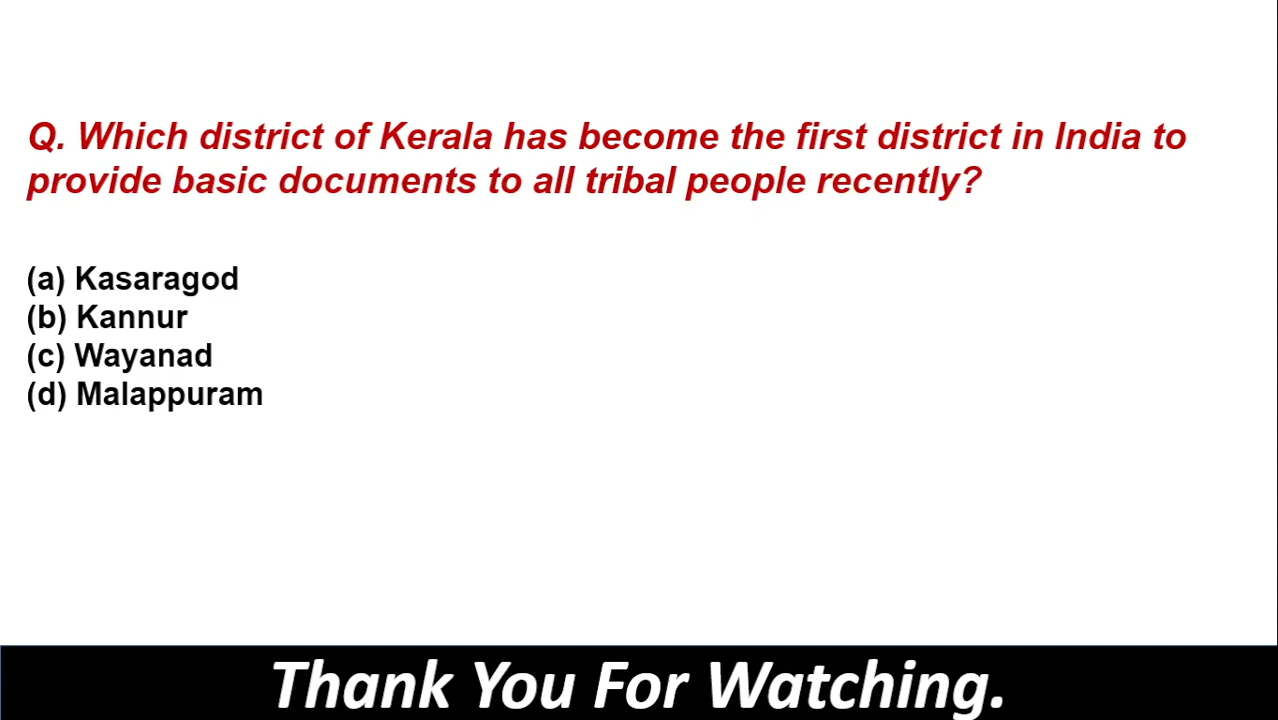 Q. Which district of Kerala has become the first district in India to
provide basic documents to all tribal people recently?
(a) Kasaragod
(b) Kannur
(c) Wayanad
(d) Malappuram
Thank You For Watching.